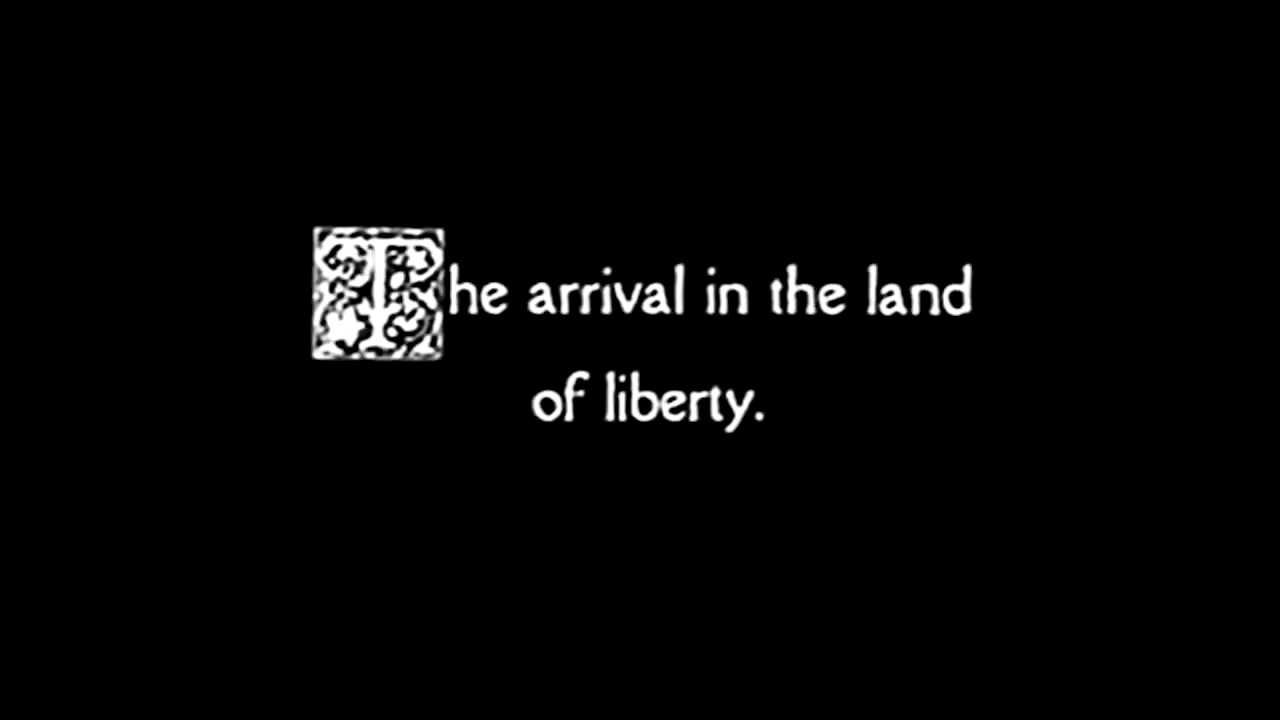 The arrival in the land
of liberty.